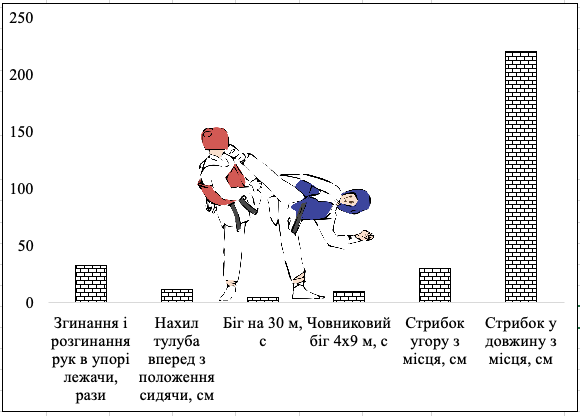 250
200
150
100
50
0
Згинання і
розгинання
рук в упорі
лежачи,
рази
Нахил
тулуба
вперед з
положення
сидячи, см
Біг на 30 м,
с
Човниковий
біг 4х9 м, с
Стрибок
угору з
місця, см
Стрибок у
довжину з
місця, см